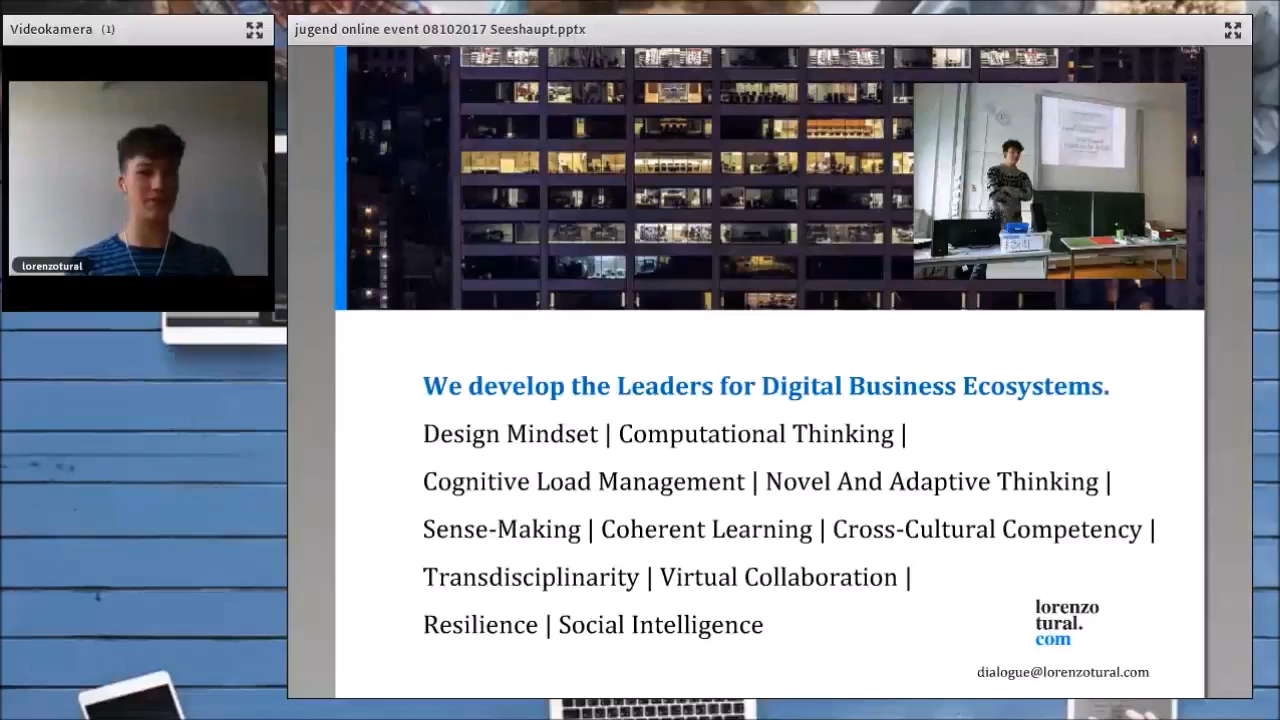 Videokamera (1)
jugend online event 08102017 Seeshaupt.pptx
lorenzotural
We develop the Leaders for Digital Business Ecosystems.
Design Mindset | Computational Thinking |
Cognitive Load Management | Novel And Adaptive Thinking |
Sense-Making | Coherent Learning | Cross-Cultural Competency |
Transdisciplinarity | Virtual Collaboration |
Resilience | Social Intelligence
lorenzo
tural.
com
dialogue@lorenzotural.com